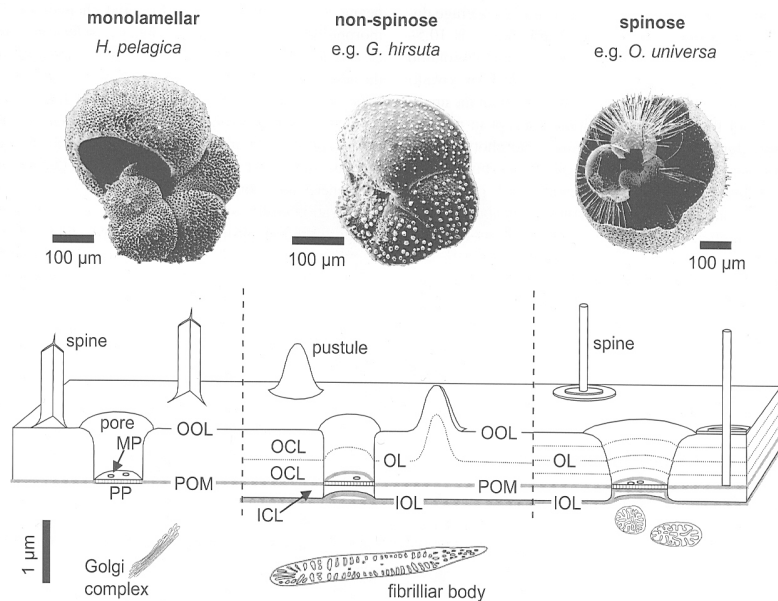 monolamellar
H. pelagica
non-spinose
e.g. G. hirsuta
spinose
e.g. O. universa
100 µm
100 µm
100 µm
spine
pustule
spine
pore
MP
PP
OOL
POM
OCL
OCL
OL
ICL
OOL
POM
IOL
OL
1 µm
Golgi
complex
fibrilliar body